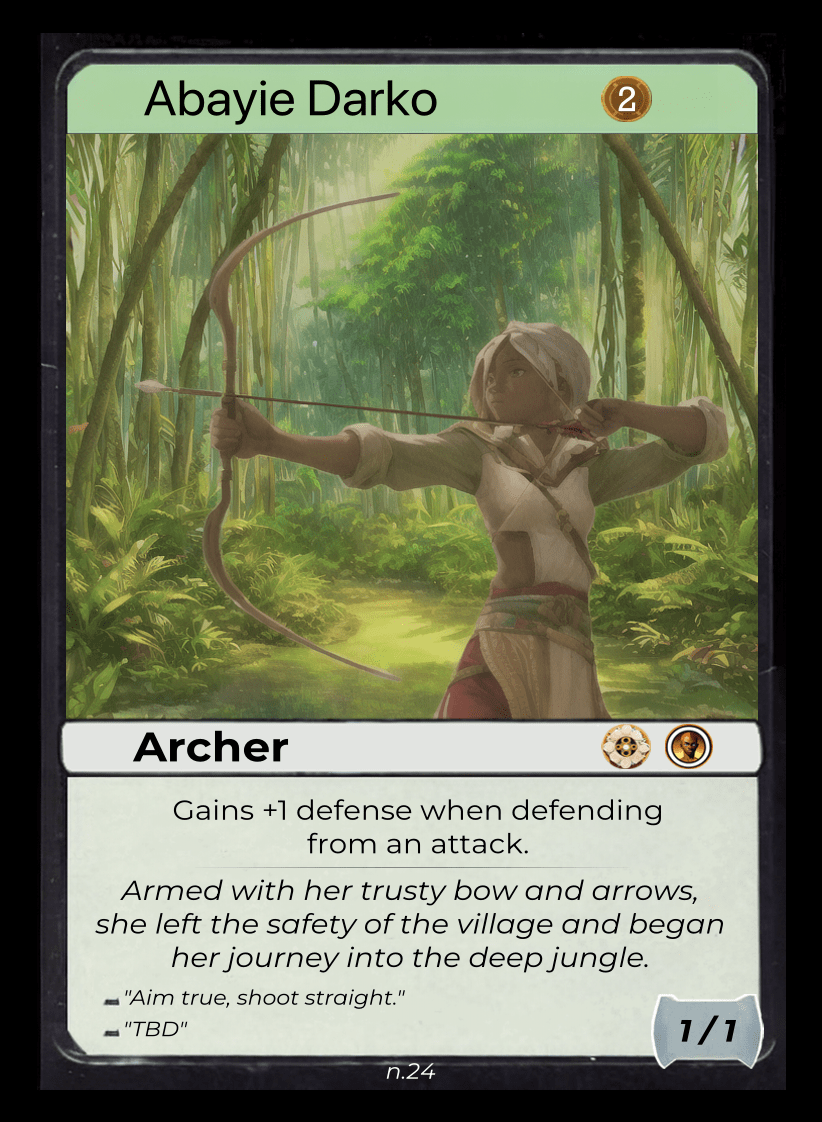 Abayie Darko
2
Archer
Gains +1 defense when defending
from an attack.
Armed with her trusty bow and arrows,
she left the safety of the village and began
her journey into the deep jungle.
"Aim true, shoot straight."
"TBD"
1/1
n.24